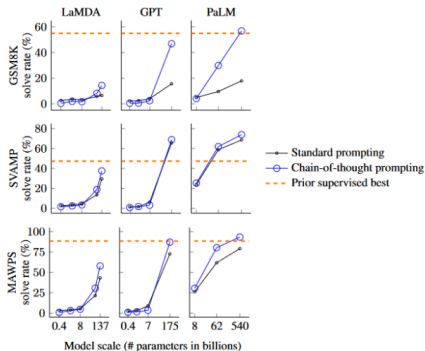 LaMDA GPT PaLM
GSM8K
solve rate (%)
60
40
20
0
SVAMP
solve rate (%)
80
60
40
20
0
Standard prompting
Chain-of-thought prompting
Prior supervised best
MAWPS
solve rate (%)
100
75
50
25
0
0.4 8 137 0.4 7 175 8 62 540
Model scale (# parameters in billions)